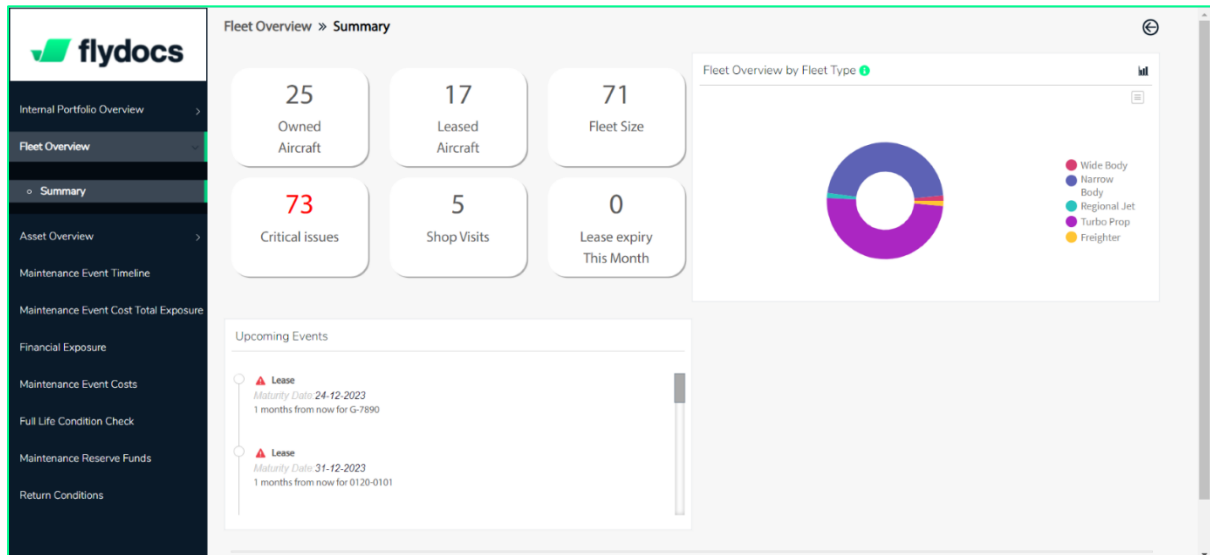 flydocs
Internal Portfolio Overview
Fleet Overview
Summary
Asset Overview
Maintenance Event Timeline
Maintenance Event Cost Total Exposure
Financial Exposure
Maintenance Event Costs
Full Life Condition Check
Maintenance Reserve Funds
Return Conditions
Fleet Overview » Summary
25
Owned
Aircraft
17
Leased
Aircraft
71
Fleet Size
73
Critical issues
5
Shop Visits
0
Lease expiry
This Month
Fleet Overview by Fleet Type
Wide Body
Narrow
Body
Regional Jet
Turbo Prop
Freighter
Upcoming Events
Lease
Maturity Date:24-12-2023
1 months from now for G-7890
Lease
Maturity Date:31-12-2023
1 months from now for 0120-0101